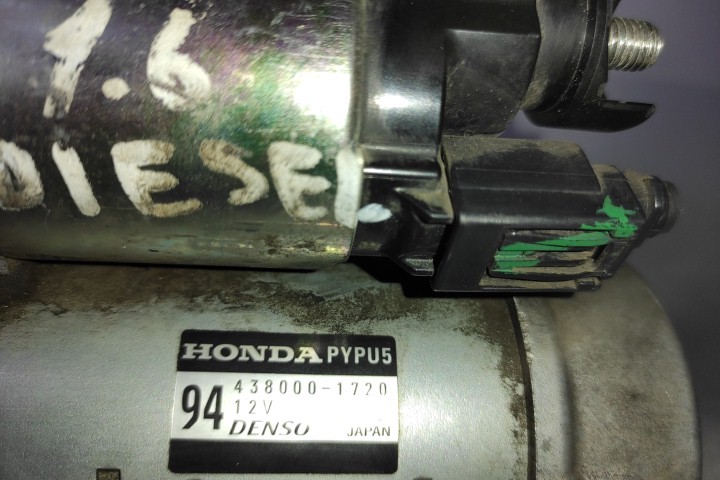 1.6
DIESEL
HONDA PYPU5
94
438000-1720
12V
DENSO JAPAN